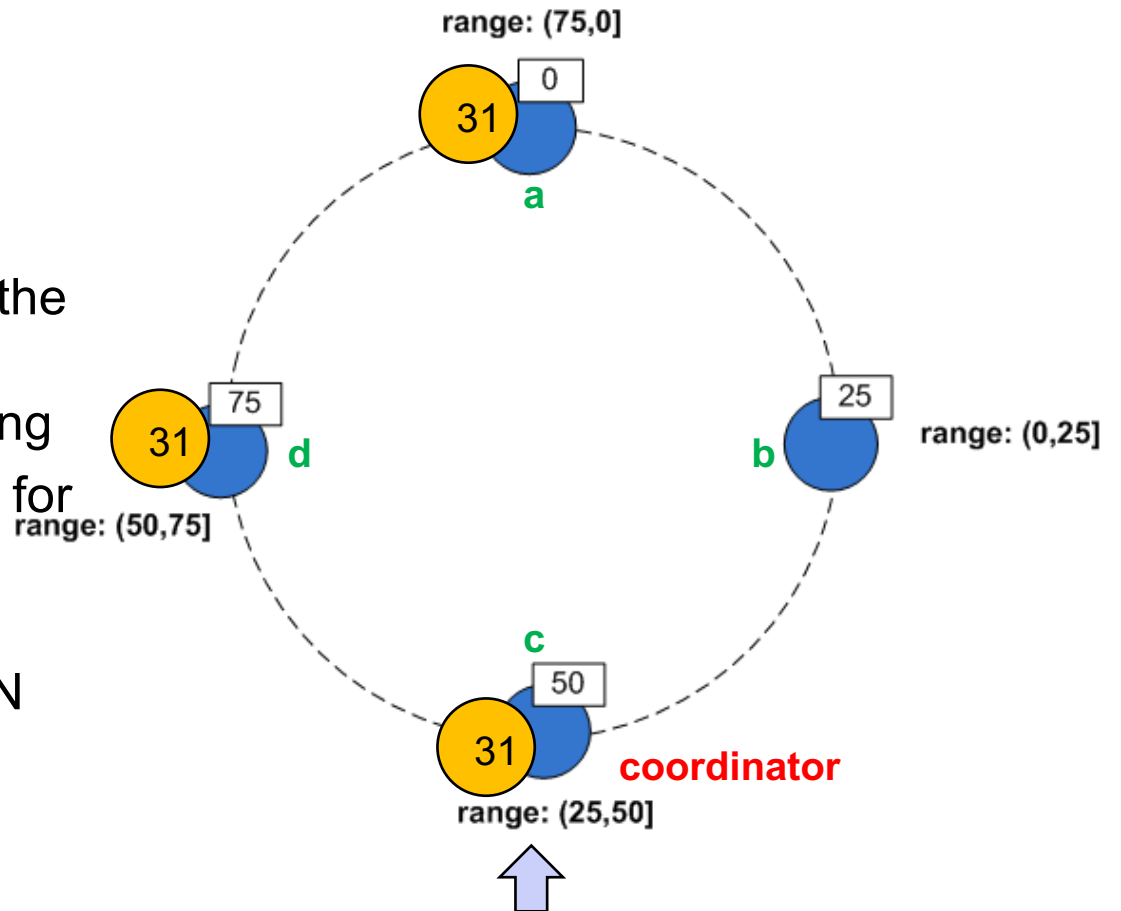 range: (75,0]
0
31
a
the
75
25
ng
31
d
b
range: (0,25]
for
range: (50,75]
c
50
N
31
coordinator
range: (25,50]